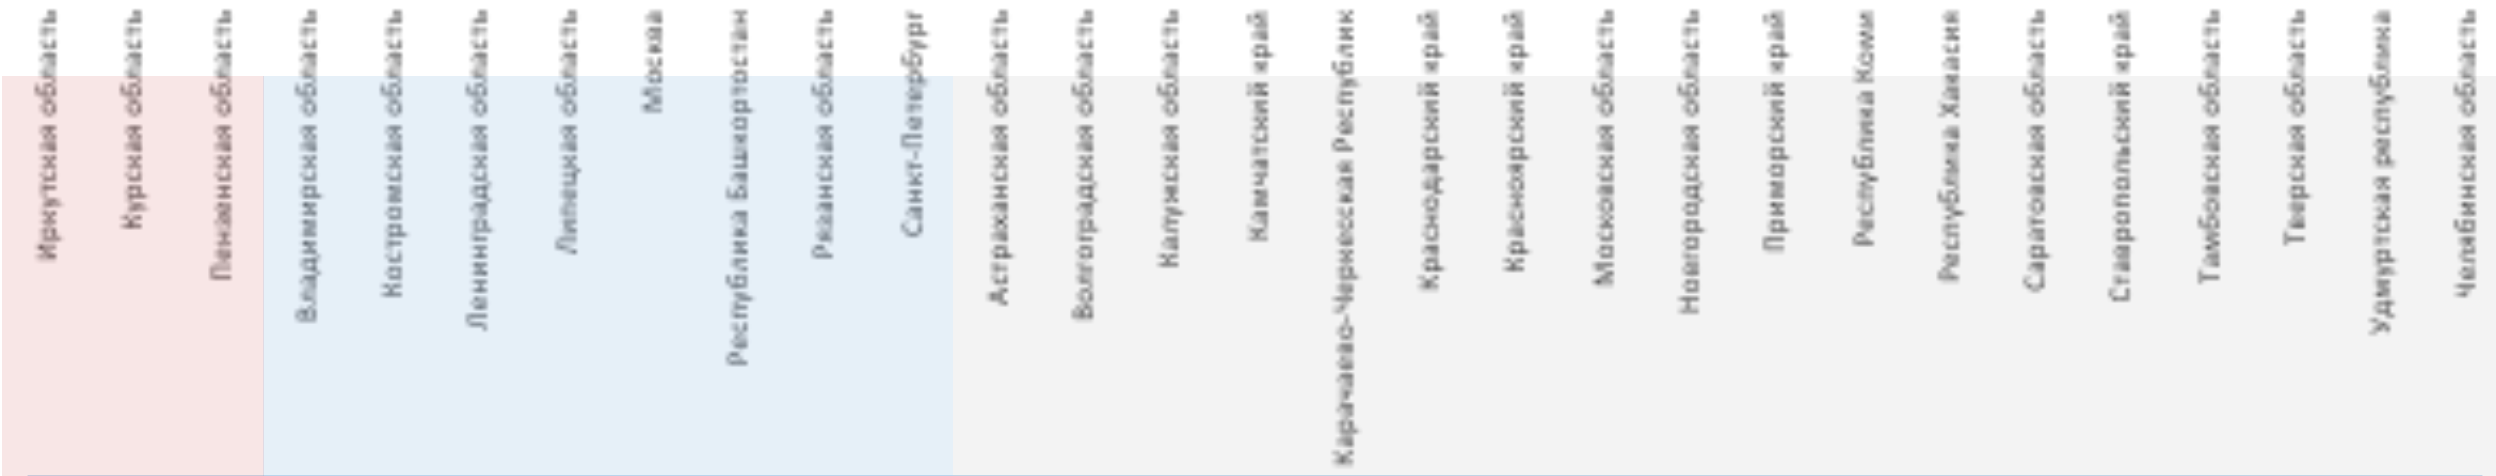 Иркутская область
Курская область
Пензенская область
Владимирская область
Костромская область
Ленинградская область
Липецкая область
Москва
Республика Башкортостан
Рязанская область
Санкт-Петербург
Астраханская область
Волгоградская область
Калужская область
Камчатский край
Карачаево-Черкесская Республик
Краснодарский край
Красноярский край
Московская область
Новгородская область
Приморский край
Республика Коми
Республика Хакасия
Саратовская область
Ставропольский край
Тамбовская область
Тверская область
Удмуртская республика
Челябинская область